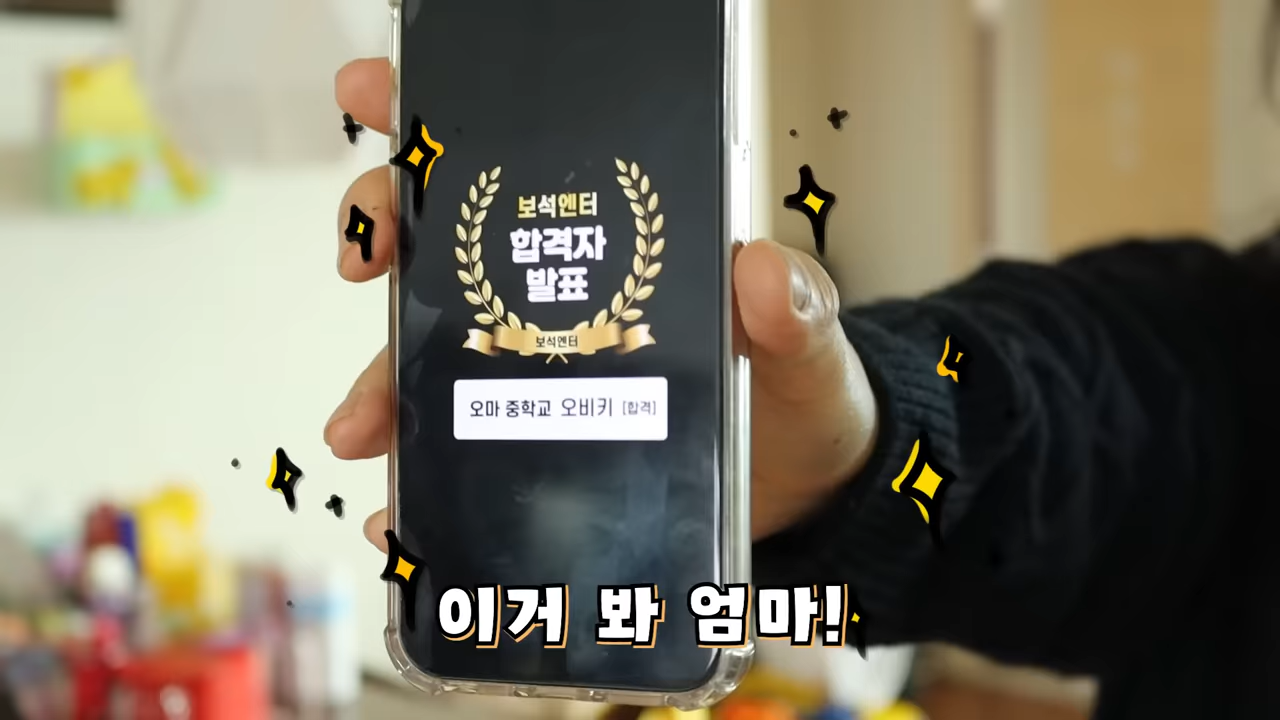 보석엔터
합격자
발표
보석엔터
오마 중학교 오비키 [합격]
이거 봐 엄마!